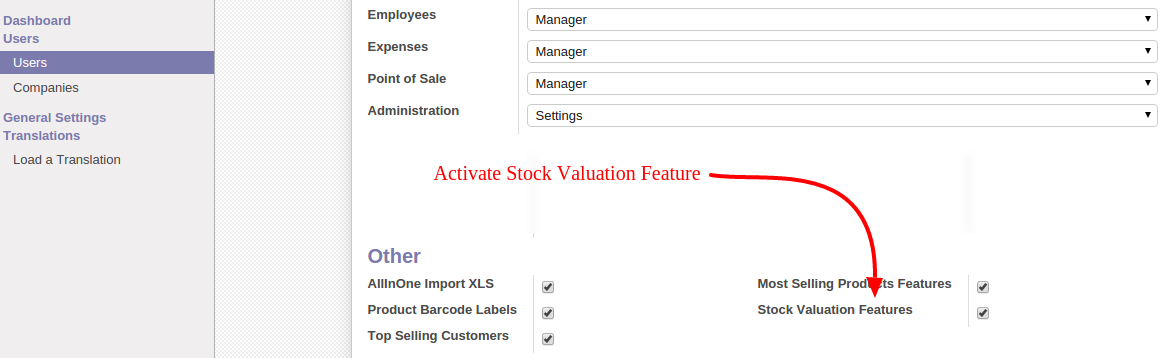 Dashboard
Users
Users
Companies
General Settings
Translations
Load a Translation
Employees Manager
Expenses Manager
Point of Sale Manager
Administration Settings
Activate Stock Valuation Feature
Other
AllInOne Import XLS Most Selling Products Features
Product Barcode Labels Stock Valuation Features
Top Selling Customers